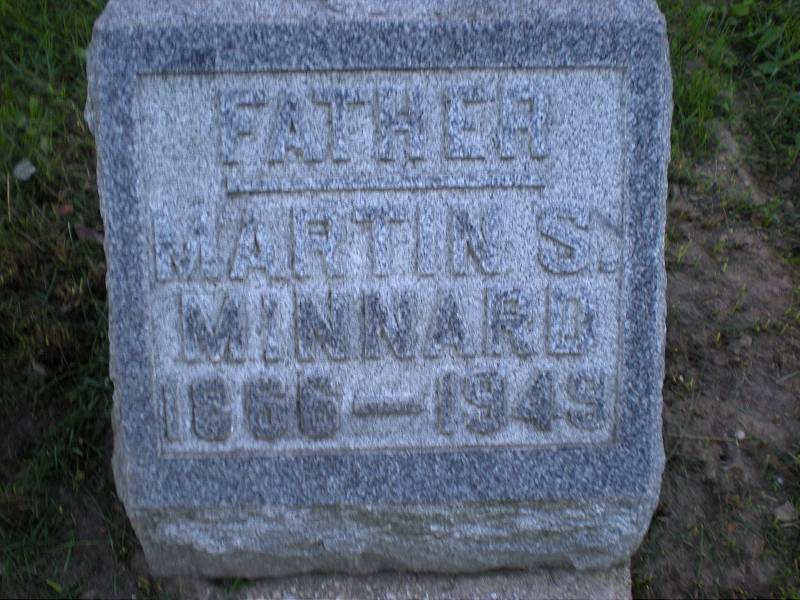 FATHER
MARTIN S.
MINNARD
1866–1949